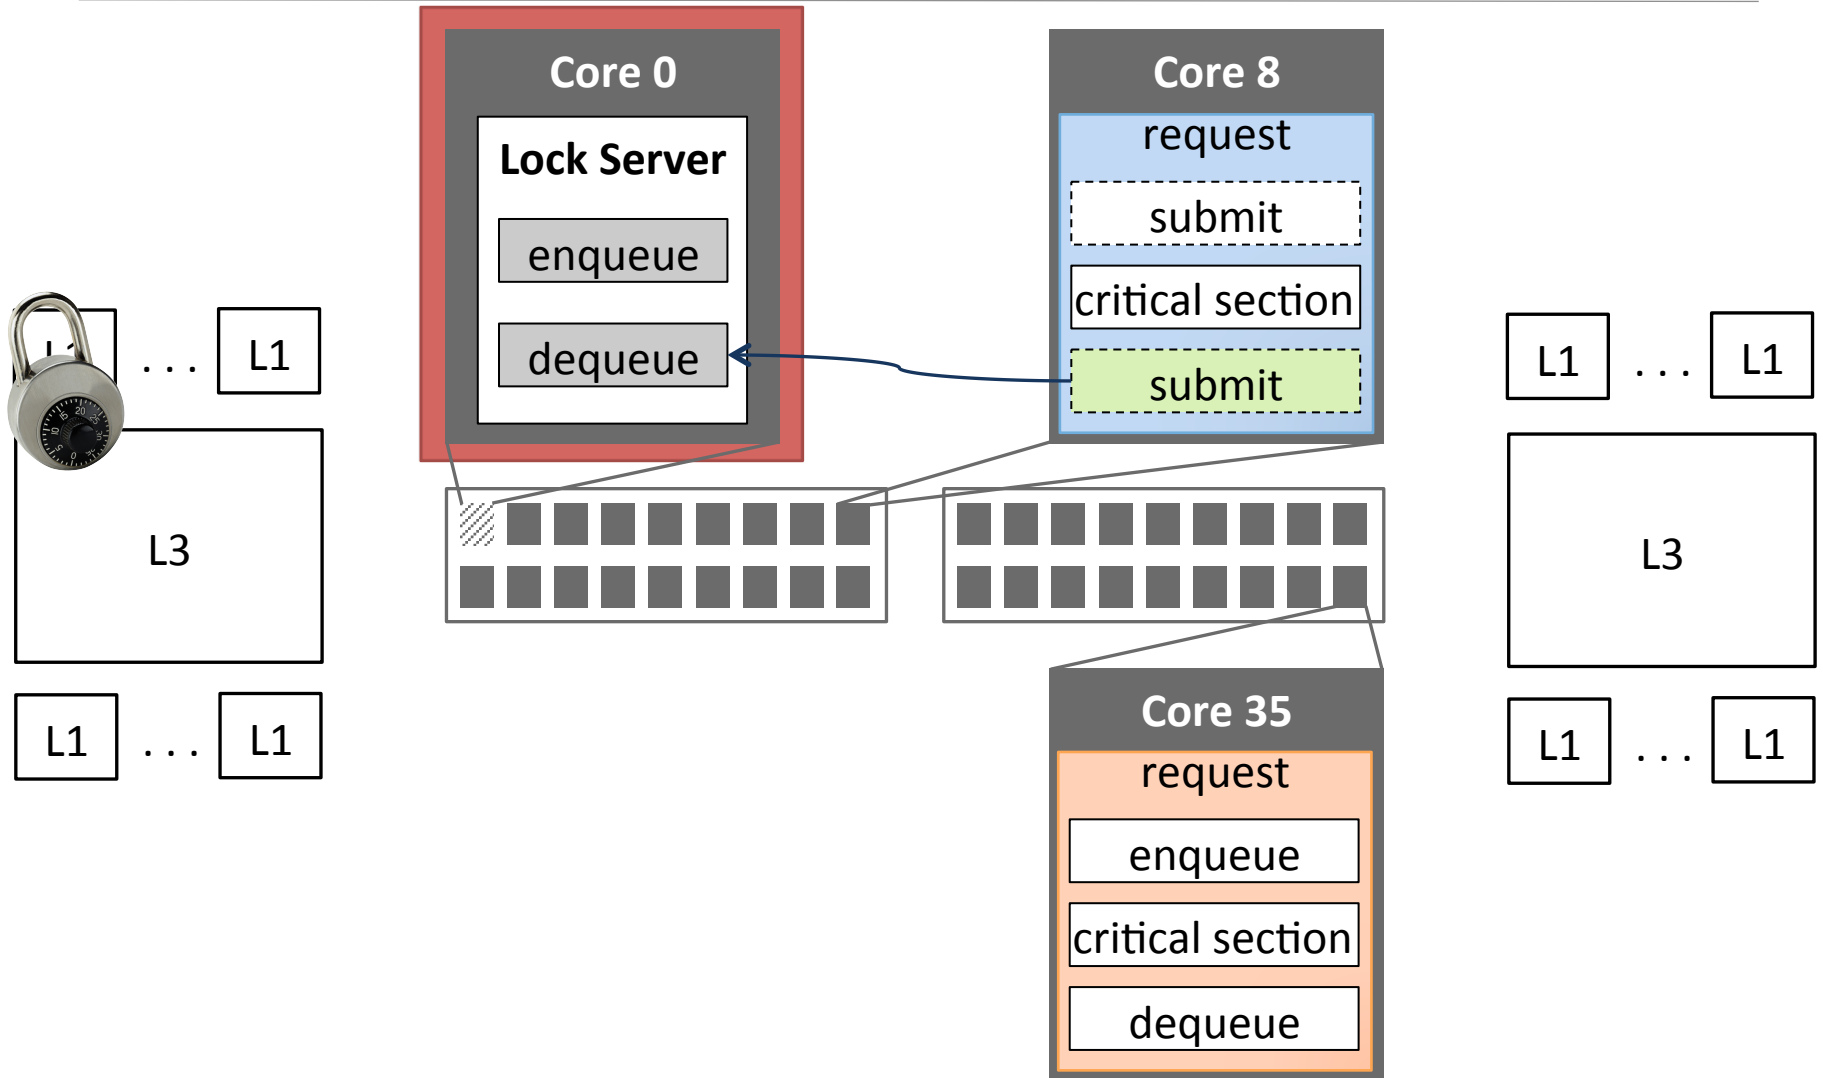 Core 0
Lock Server
enqueue
dequeue
Core 8
request
submit
critical section
submit
. . .
L1
L3
L1
. . .
L1
L1
. . .
L1
L3
L1
. . .
L1
Core 35
request
enqueue
critical section
dequeue